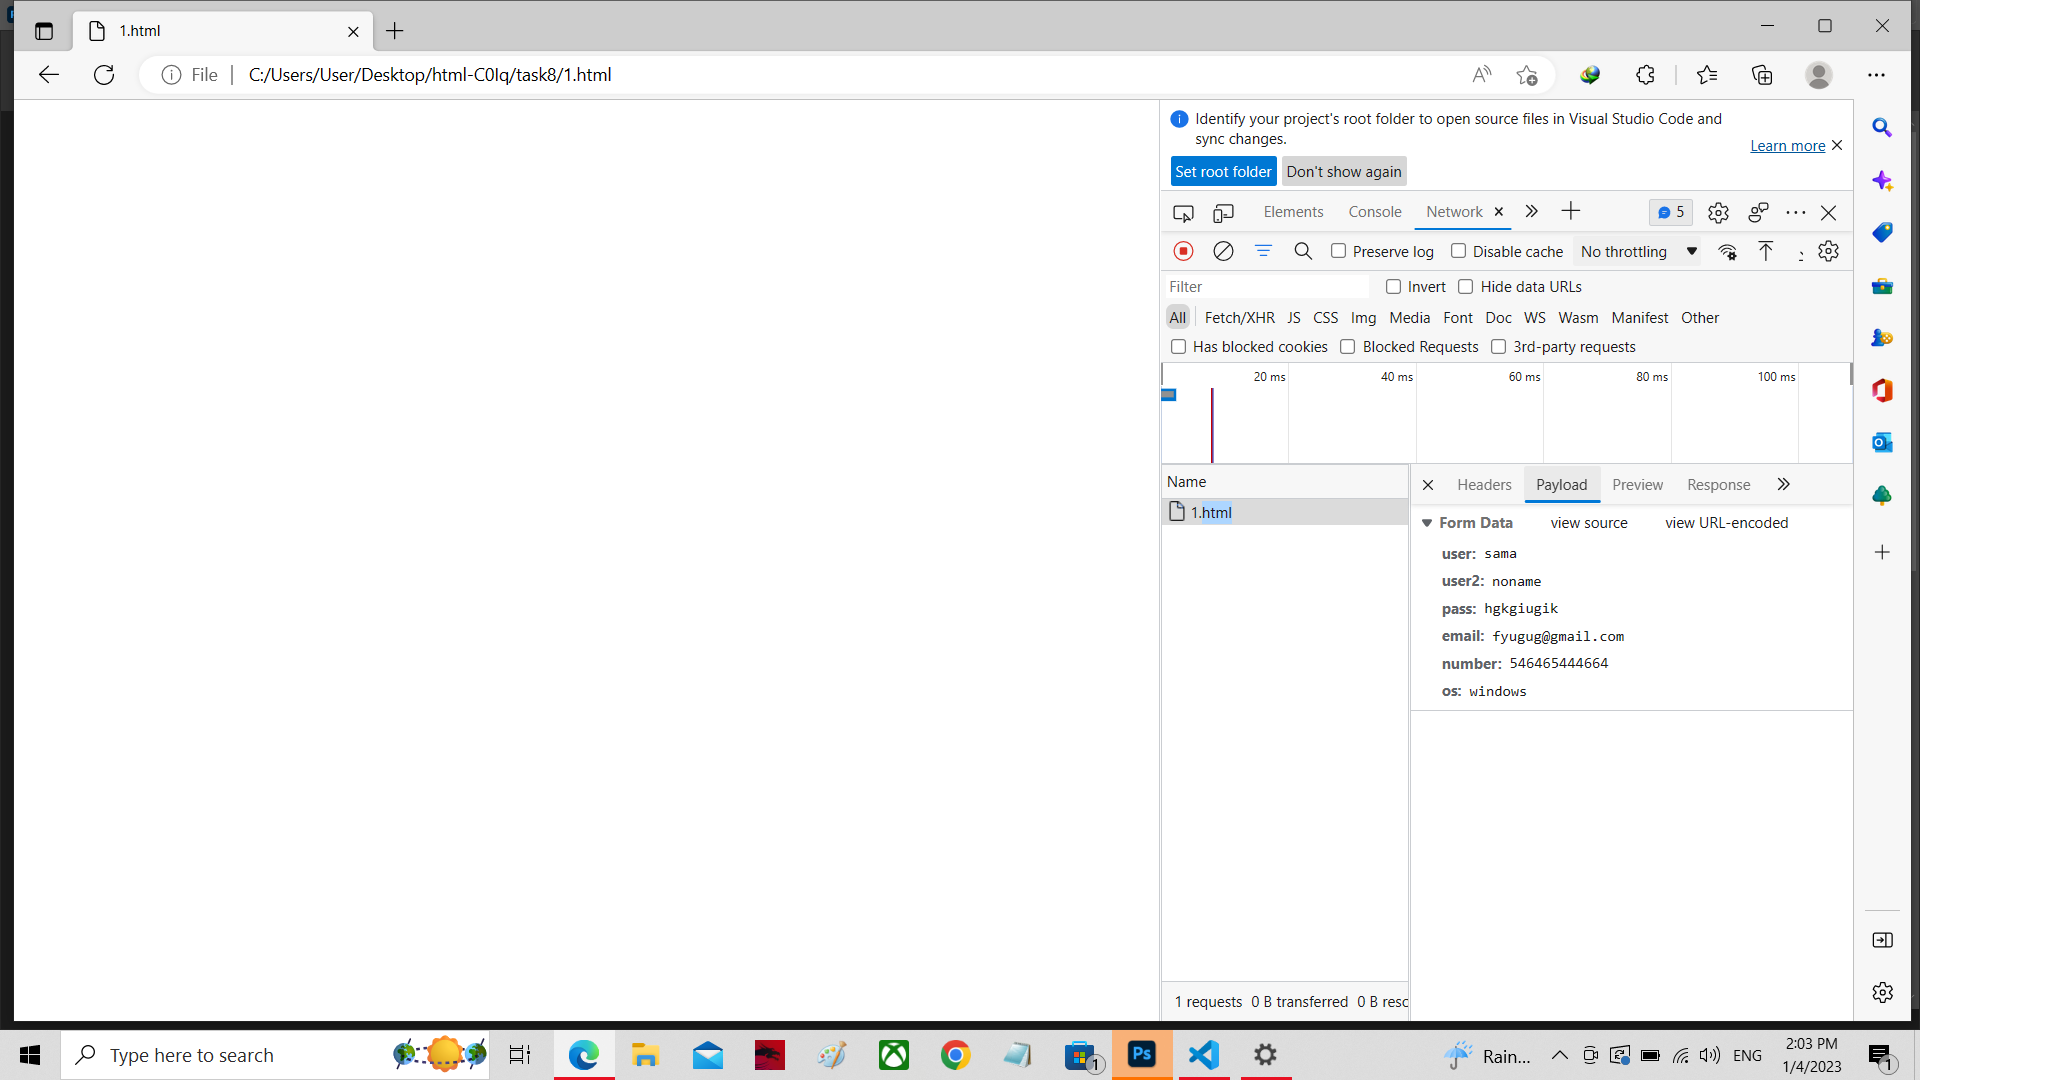 1.html
File
C:/Users/User/Desktop/html-C0Iq/task8/1.html
Identify your project's root folder to open source files in Visual Studio Code and
sync changes.
Learn more
Set root folder Don't show again
Elements Console Network 5
Preserve log Disable cache No throttling
Filter Invert Hide data URLs
All Fetch/XHR JS CSS Img Media Font Doc WS Wasm Manifest Other
Has blocked cookies Blocked Requests 3rd-party requests
20 ms 40 ms 60 ms 80 ms 100 ms
Name
1.html
Headers Payload Preview Response
Form Data view source view URL-encoded
user: sama
user2: noname
pass: hgkgiugik
email: fyugug@gmail.com
number: 546465444664
os: windows
1 requests 0 B transferred 0 B resc
Type here to search
1
Ps
Rain...
ENG
2:03 PM
1/4/2023
1